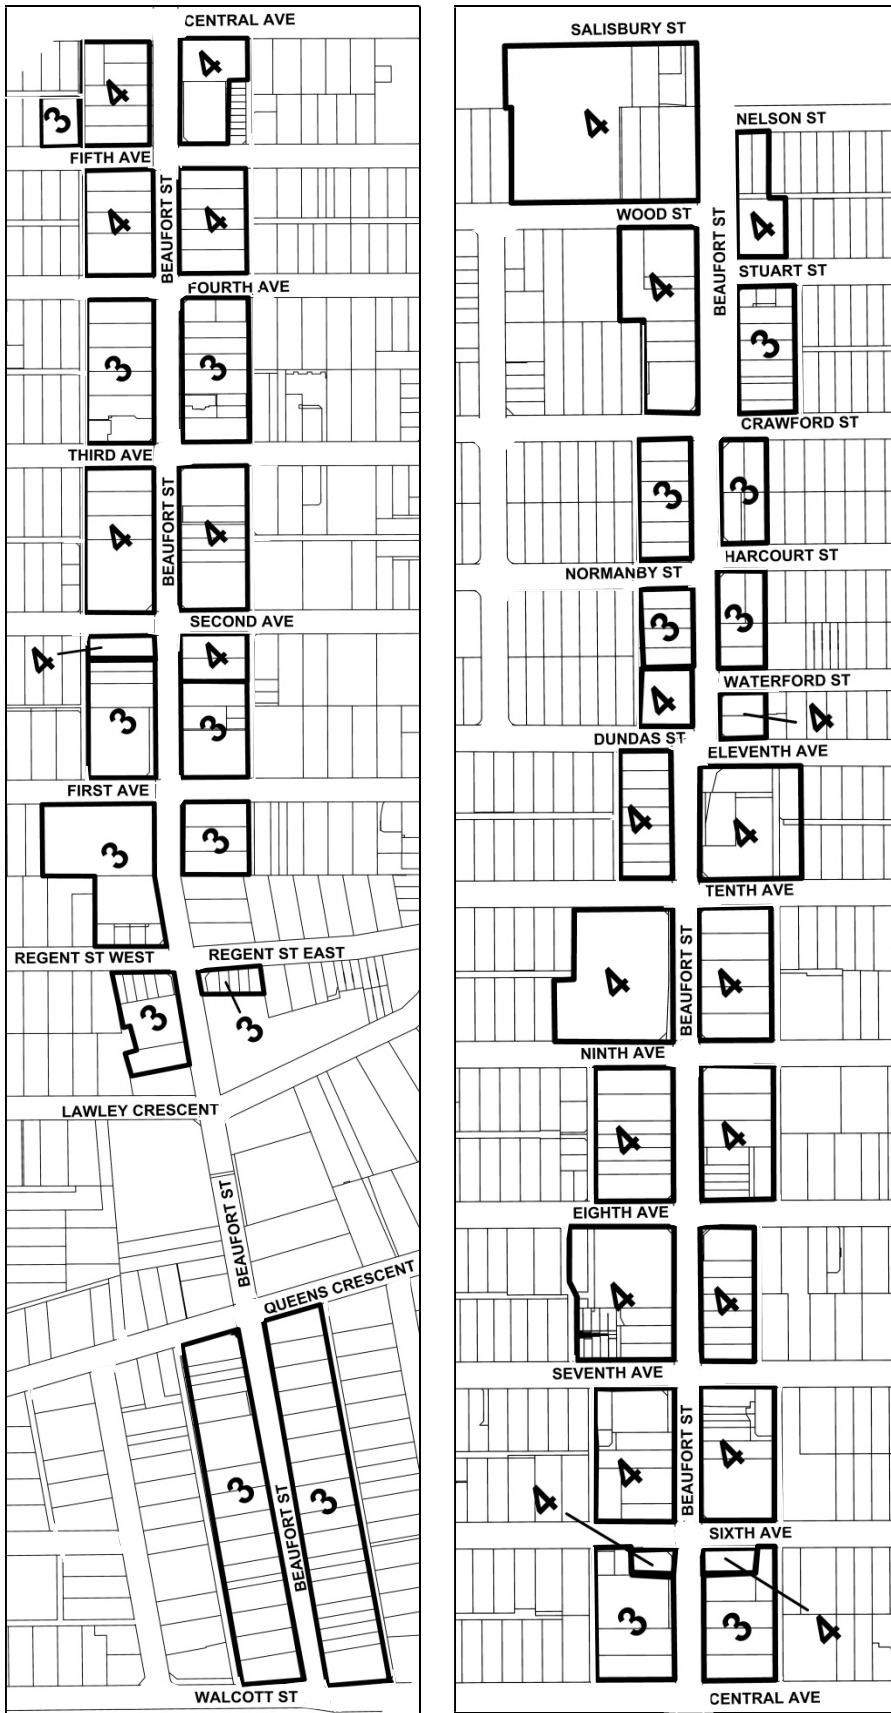 CENTRAL AVE
4
4
3
FIFTH AVE
BEAUFORT ST
4
4
FOURTH AVE
3
3
THIRD AVE
BEAUFORT ST
4
4
SECOND AVE
4
4
3
3
FIRST AVE
3
3
REGENT ST WEST
REGENT ST EAST
3
3
LAWLEY CRESCENT
BEAUFORT ST
QUEENS CRESCENT
3
3
BEAUFORT ST
WALCOTT ST
SALISBURY ST
4
NELSON ST
WOOD ST
BEAUFORT ST
4
STUART ST
4
3
CRAWFORD ST
3
3
HARCOURT ST
NORMANBY ST
3
3
WATERFORD ST
4
4
DUNDAS ST
ELEVENTH AVE
4
4
TENTH AVE
BEAUFORT ST
4
4
NINTH AVE
4
4
EIGHTH AVE
4
4
SEVENTH AVE
BEAUFORT ST
4
4
4
SIXTH AVE
3
3
4
CENTRAL AVE